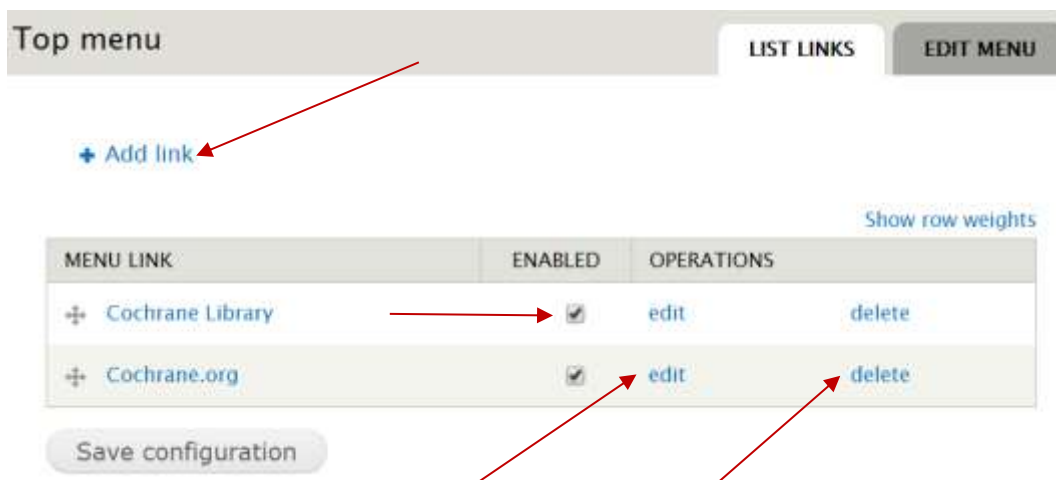 Top menu
LIST LINKS EDIT MENU
Add link
Show row weights
MENU LINK ENABLED OPERATIONS
Cochrane Library edit delete
Cochrane.org edit delete
Save configuration